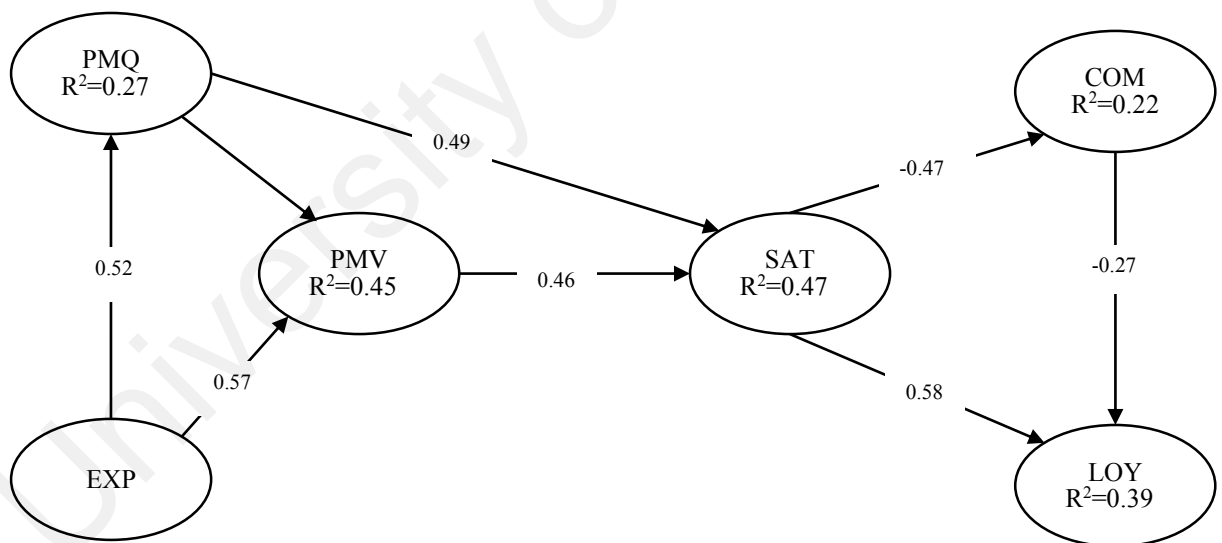 PMQ
R²=0.27
COM
R²=0.22
0.49
-0.47
0.52
PMV
R²=0.45
0.46
SAT
R²=0.47
-0.27
0.57
0.58
EXP
LOY
R²=0.39
University o